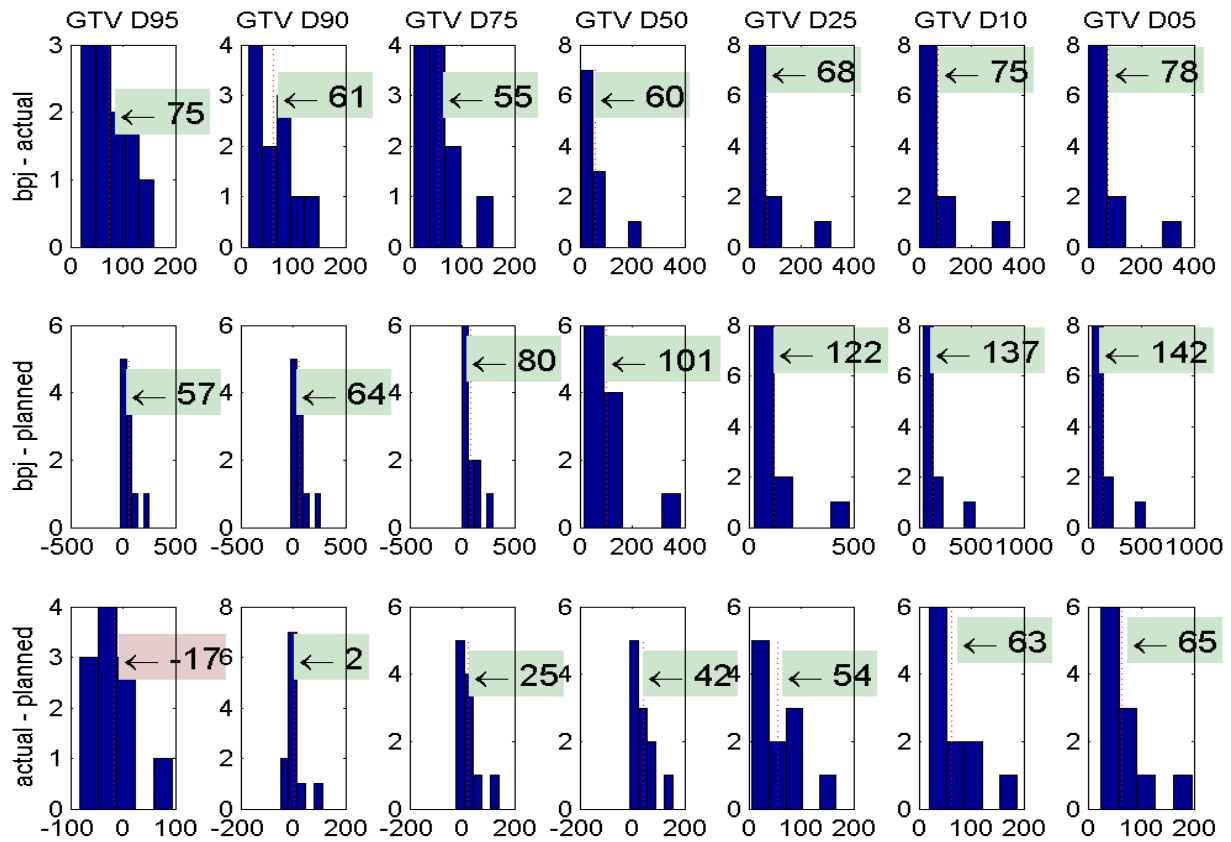 GTV D95 GTV D90 GTV D75 GTV D50 GTV D25 GTV D10 GTV D05
bpj - actual
3 4 4 8 8 8 8
← 75 ← 61 ← 55 ← 60 ← 68 ← 75 ← 78
3 3 6 6 6 6
2
2 2 4 4 4 4
1
1 1 2 2 2 2
0 0 0 0 0 0 0
0 100 200 0 100 200 0 100 200 0 200 400 0 200 400 0 200 400 0 200 400
bpj - planned
6 6 6 6 8 8 8
← 57 ← 64 ← 80 ← 101 ← 122 ← 137 ← 142
6 6 6
4 4 4 4
4 4 4
2 2 2 2
2 2 2
0 0 0 0 0 0 0
-500 0 500 -500 0 500 -500 0 500 0 200 400 0 500 0 500 1000 0 500 1000
actual - planned
4 8 6 6 6 6 6
← -17 ← 2 ← 25 ← 42 ← 54 ← 63 ← 65
3 6
4 4 4 4 4
2 4
2 2 2 2 2
1 2
0 0 0 0 0 0 0
-100 0 100 -200 0 200 -200 0 200 -200 0 200 0 100 200 0 100 200 0 100 200